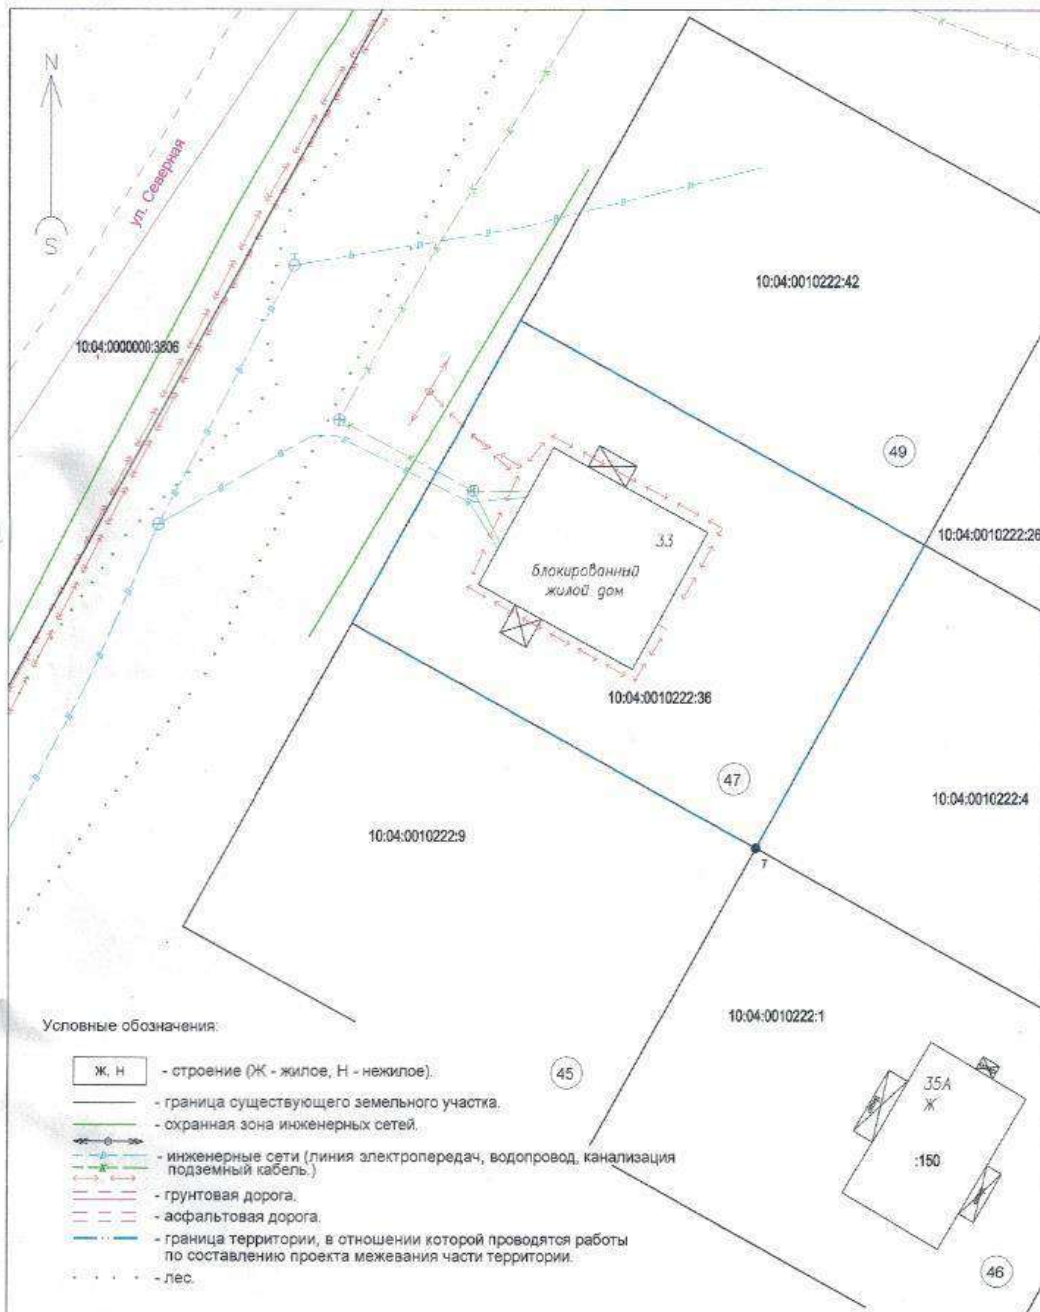 N
S
ул. Северная
10:04:0000000:3806
10:04:0010222:42
49
10:04:0010222:26
33
блокированный
жилой дом
10:04:0010222:36
47
10:04:0010222:4
10:04:0010222:9
7
10:04:0010222:1
45
35А
Ж
:150
46
Условные обозначения:
Ж, Н - строение (Ж - жилое, Н - нежилое).
- граница существующего земельного участка.
- охранная зона инженерных сетей.
- инженерные сети (линия электропередач, водопровод, канализация
подземный кабель.)
- грунтовая дорога.
- асфальтовая дорога.
- граница территории, в отношении которой проводятся работы
по составлению проекта межевания части территории.
- лес.